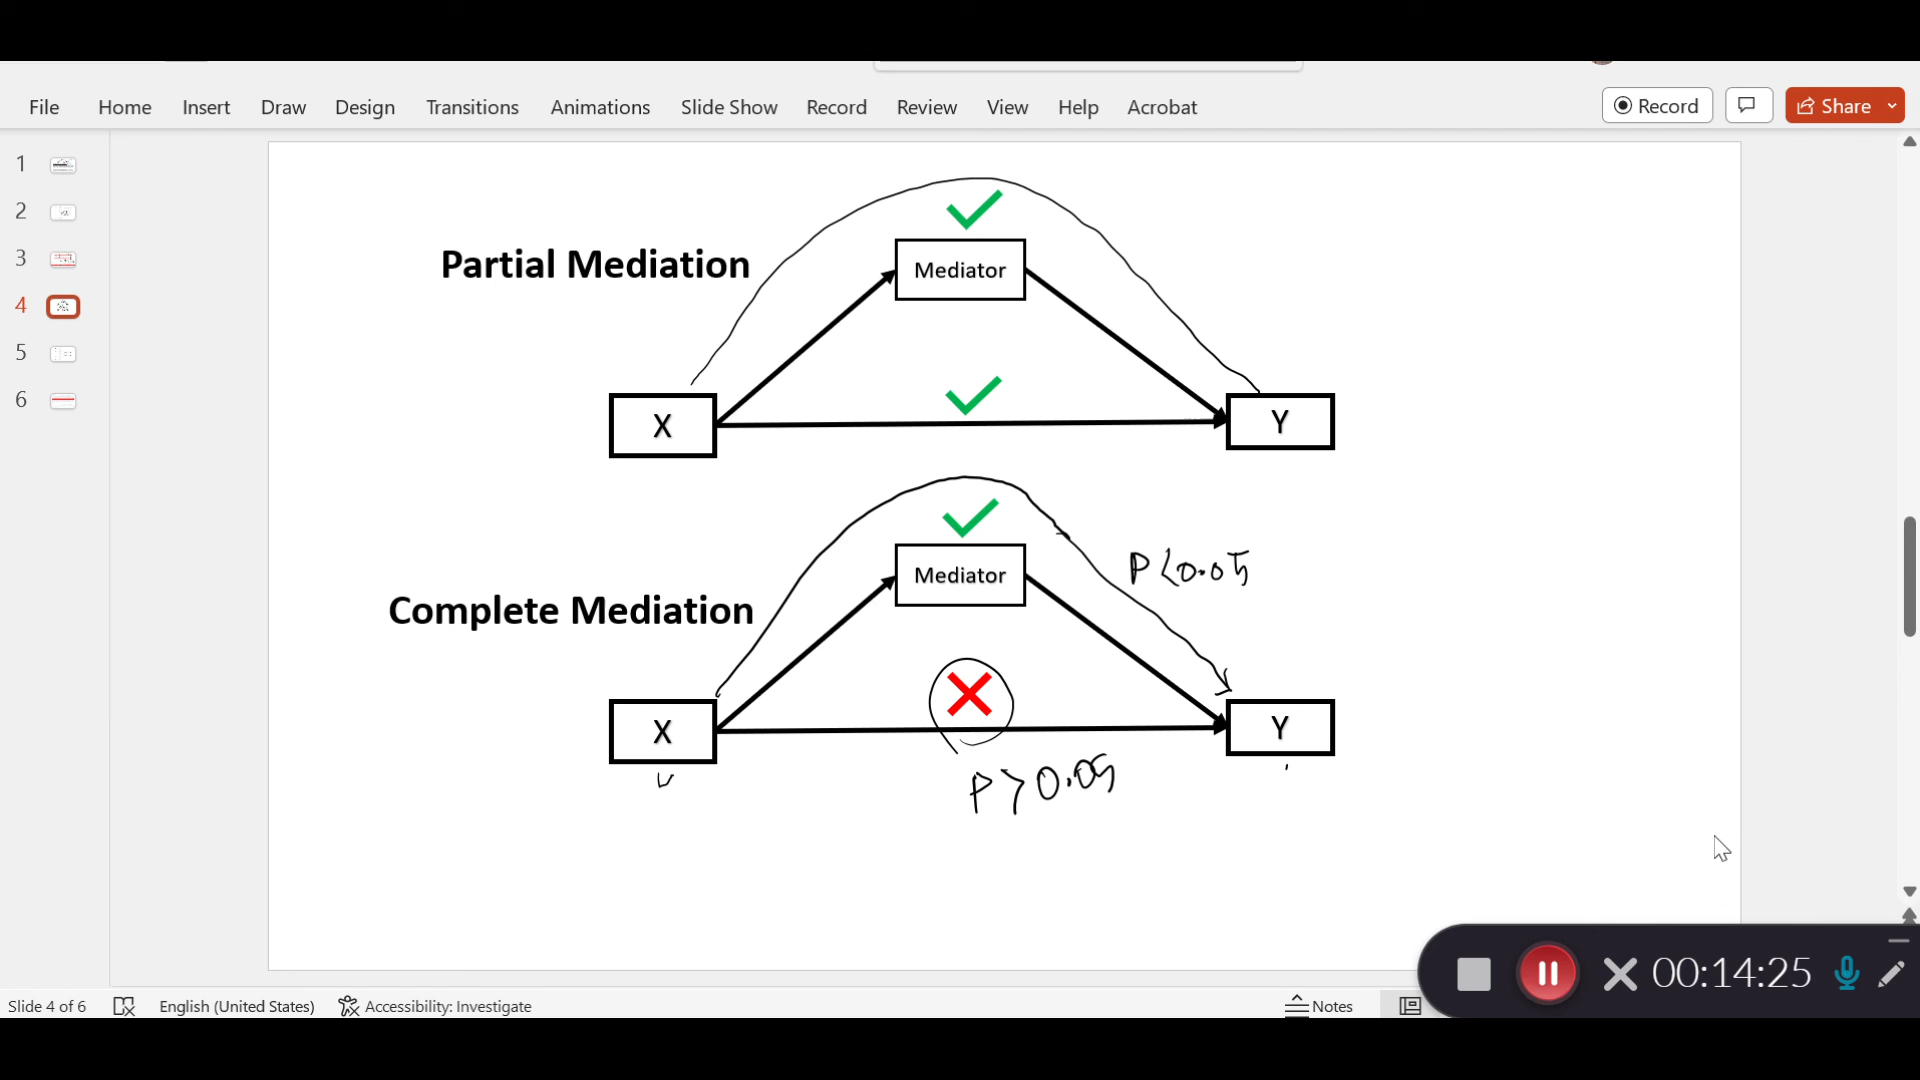 File Home Insert Draw Design Transitions Animations Slide Show Record Review View Help Acrobat Record Share
1
2
3
4
5
6
Partial Mediation
Mediator
X
Y
Complete Mediation
Mediator
P<0.05
X
Y
P>0.05
Slide 4 of 6 English (United States) Accessibility: Investigate Notes
00:14:25